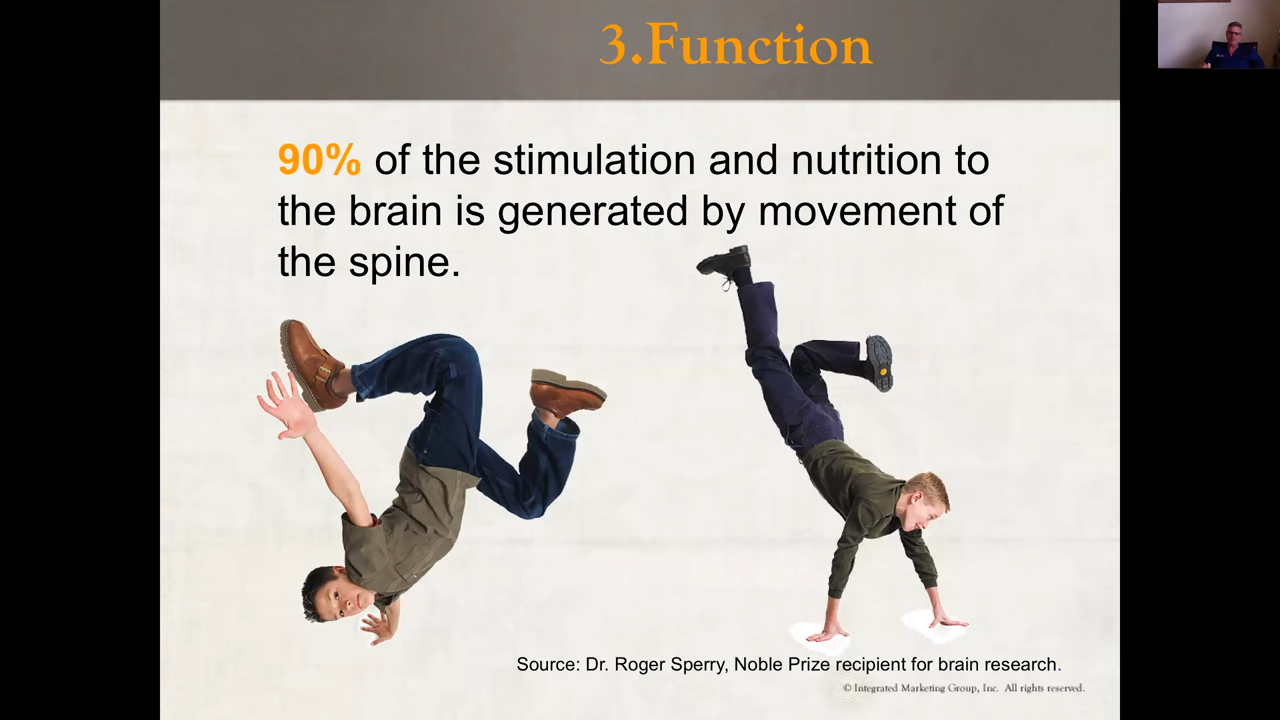 3.Function
90% of the stimulation and nutrition to
the brain is generated by movement of
the spine.
Source: Dr. Roger Sperry, Noble Prize recipient for brain research.
© Integrated Marketing Group, Inc. All rights reserved.